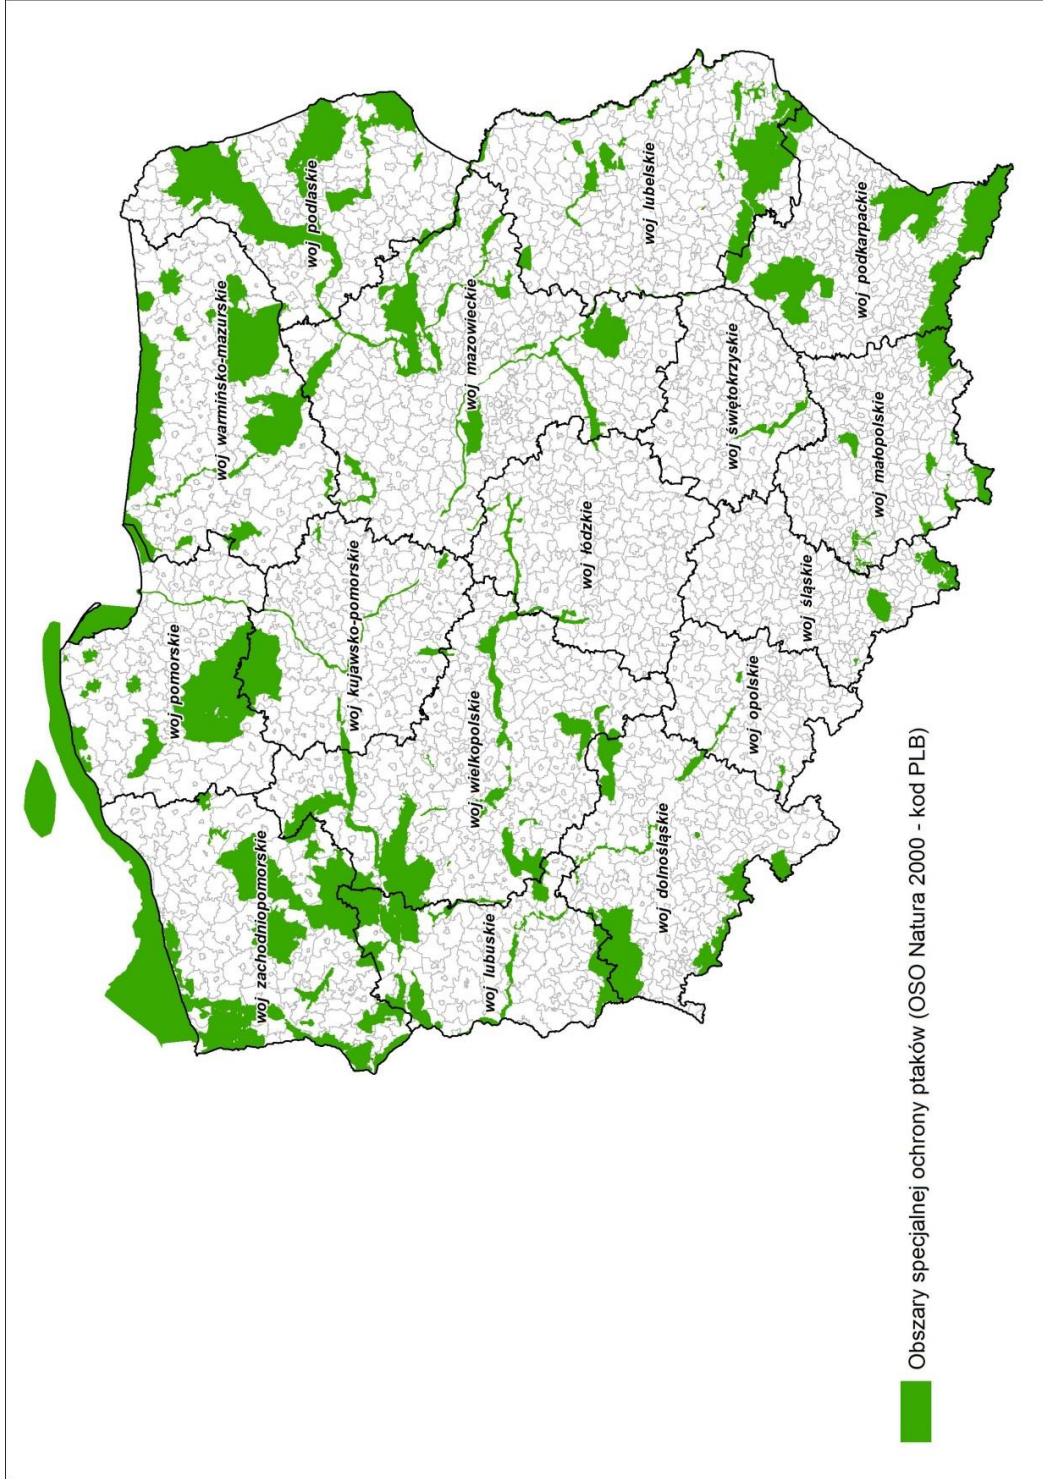 woj pomorskie
woj warmińsko-mazurskie
woj podlaskie
woj zachodniopomorskie
woj kujawsko-pomorskie
woj mazowieckie
woj lubuskie
woj wielkopolskie
woj łódzkie
woj lubelskie
woj dolnośląskie
woj opolskie
woj śląskie
woj świętokrzyskie
woj małopolskie
woj podkarpackie
Obszary specjalnej ochrony ptaków (OSO Natura 2000 - kod PLB)